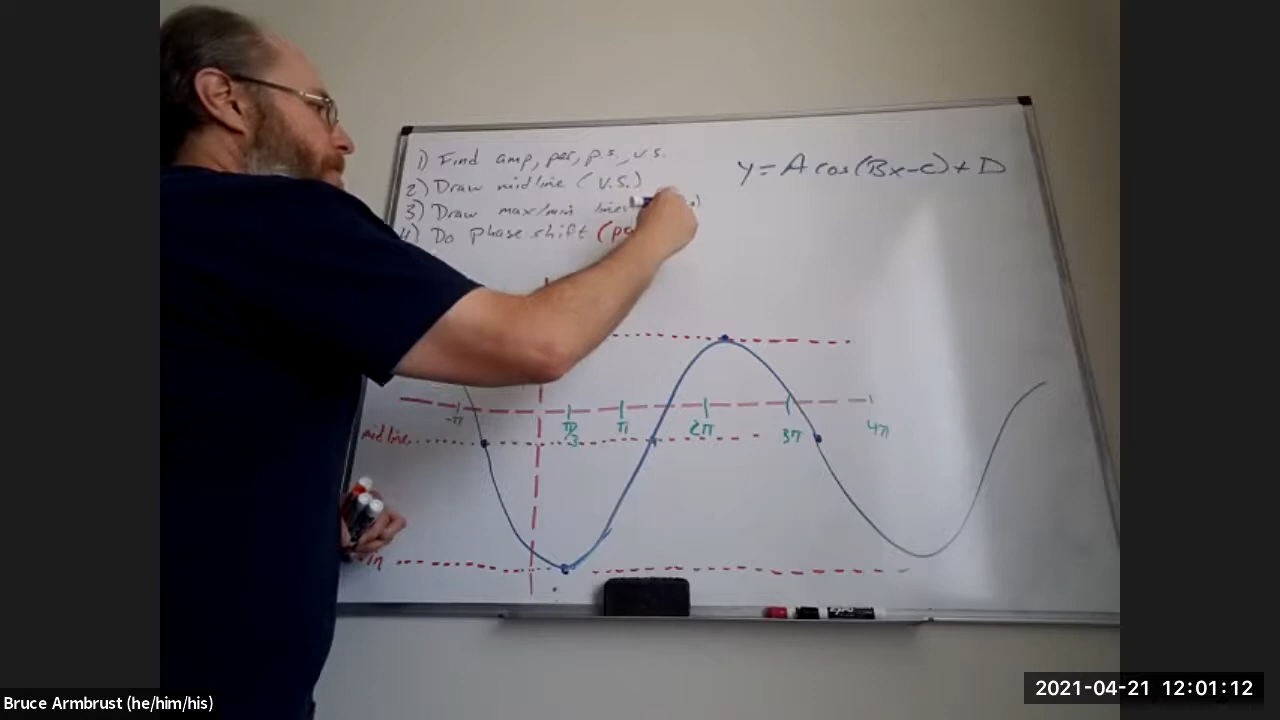 1) Find amp, per, p.s., v.s.
y = A cos(Bx-C) + D
2) Draw midline (v.s.)
3) Draw max/min lines
4) Do phase shift
-π
π/3
π
2π
3π
4π
midline
Bruce Armbrust (he/him/his)
2021-04-21 12:01:12